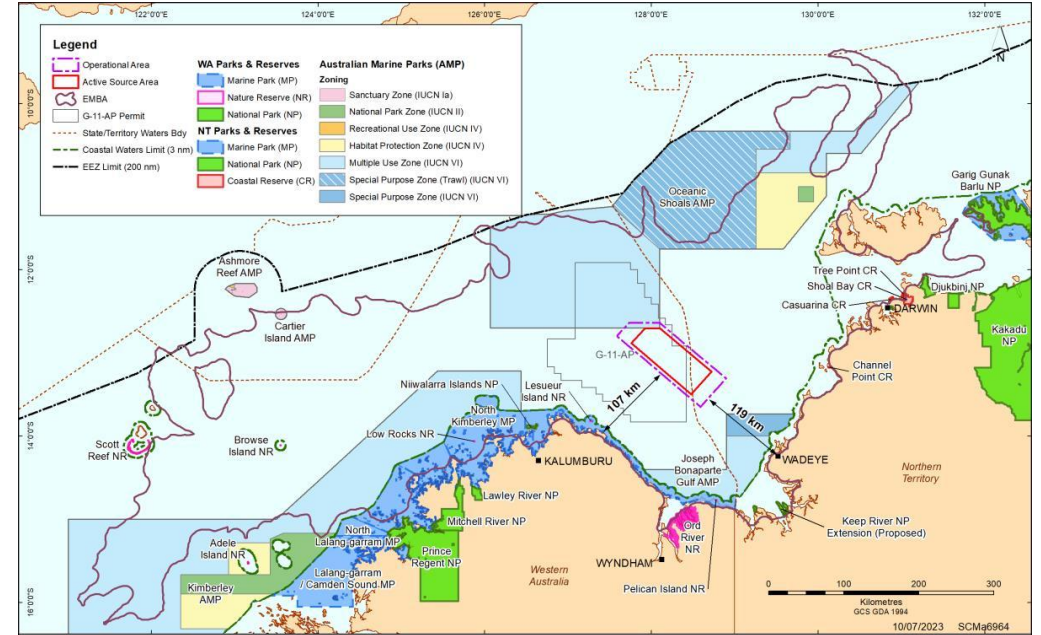 122°0'0"E
124°0'0"E
126°0'0"E
128°0'0"E
130°0'0"E
132°0'0"E
N
Legend
Operational Area
Active Source Area
EMBA
G-11-AP Permit
State/Territory Waters Bdy
Coastal Waters Limit (3 nm)
EEZ Limit (200 nm)
WA Parks & Reserves
Marine Park (MP)
Nature Reserve (NR)
National Park (NP)
NT Parks & Reserves
Marine Park (MP)
National Park (NP)
Coastal Reserve (CR)
Australian Marine Parks (AMP)
Zoning
Sanctuary Zone (IUCN Ia)
National Park Zone (IUCN II)
Recreational Use Zone (IUCN IV)
Habitat Protection Zone (IUCN IV)
Multiple Use Zone (IUCN VI)
Special Purpose Zone (Trawl) (IUCN VI)
Special Purpose Zone (IUCN VI)
10°0'0"S
12°0'0"S
14°0'0"S
16°0'0"S
Oceanic
Shoals AMP
Garig Gunak
Barlu NP
Ashmore
Reef AMP
Cartier
Island AMP
Tree Point CR
Shoal Bay CR
Djukbinj NP
Casuarina CR
DARWIN
Kakadu
NP
G-11-AP
Channel
Point CR
Niiwalarra Islands NP
Lesueur
Island NR
107 km
119 km
North
Kimberley MP
Low Rocks NR
Scott
Reef NR
Browse
Island NR
KALUMBURU
Joseph
Bonaparte
Gulf AMP
WADEYE
Northern
Territory
Lawley River NP
Mitchell River NP
Keep River NP
Extension (Proposed)
Ord
River
NR
North
Lalang-garram MP
Adele
Island NR
Prince
Regent NP
WYNDHAM
Western
Australia
Lalang-garram
/ Camden Sound MP
Kimberley
AMP
Pelican Island NR
0 100 200 300
Kilometres
GCS GDA 1994
10/07/2023 SCMa6964